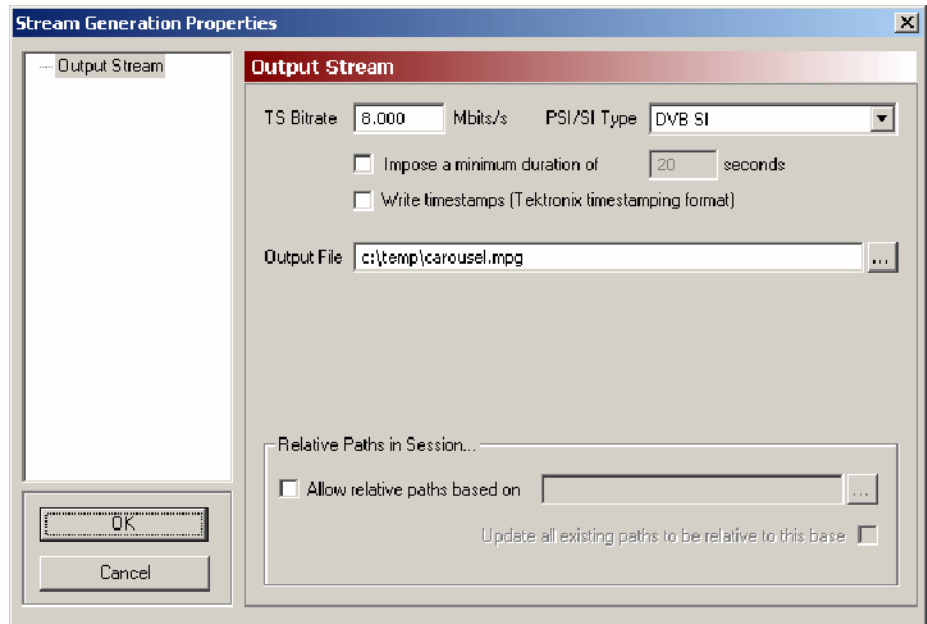 Stream Generation Properties
Output Stream
Output Stream
TS Bitrate 8.000 Mbits/s PSI/SI Type DVB SI
Impose a minimum duration of 20 seconds
Write timestamps (Tektronix timestamping format)
Output File c:\temp\carousel.mpg ...
Relative Paths in Session...
Allow relative paths based on ...
Update all existing paths to be relative to this base
OK
Cancel